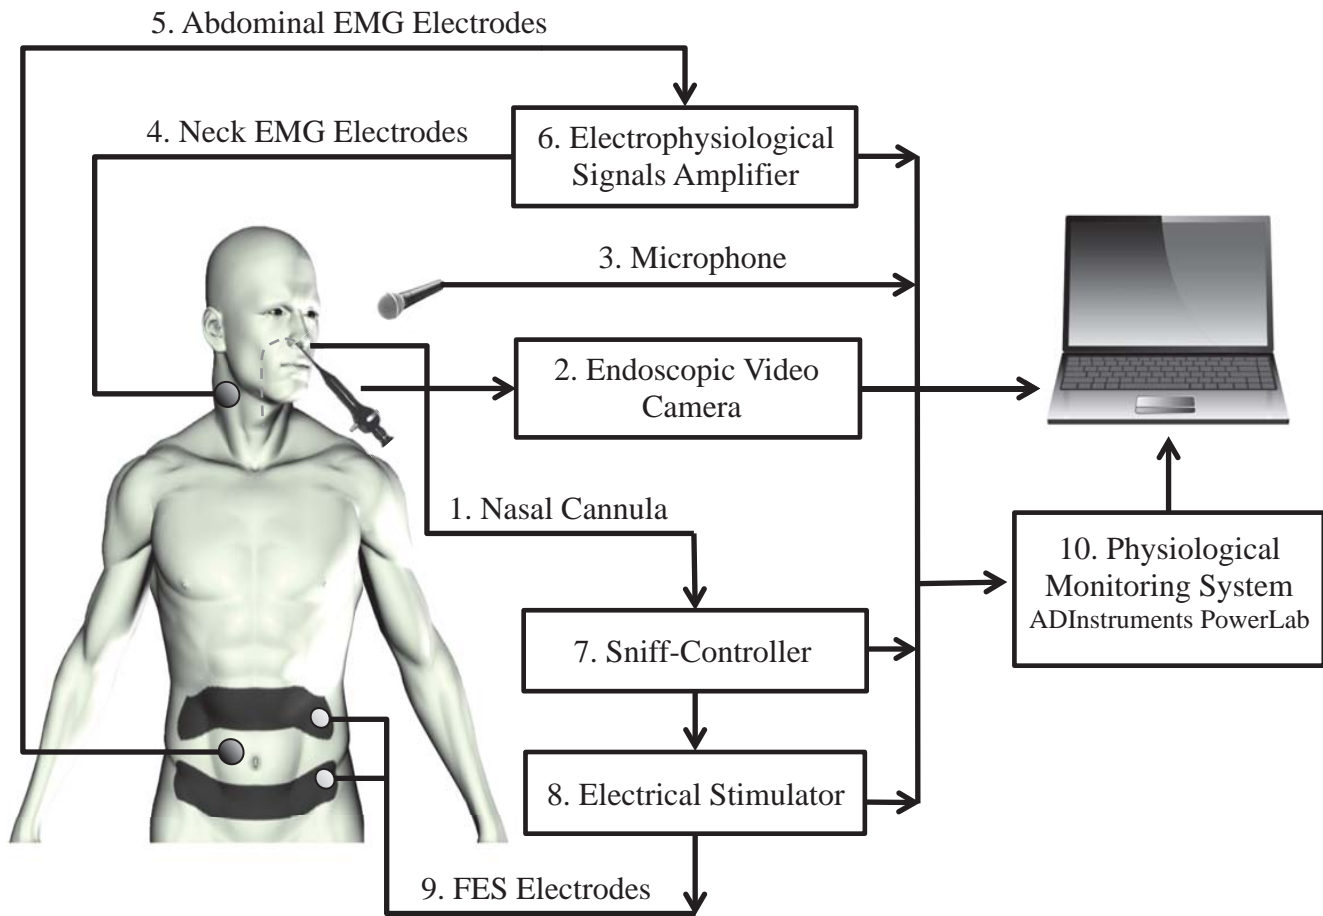 5. Abdominal EMG Electrodes
4. Neck EMG Electrodes
6. Electrophysiological
Signals Amplifier
3. Microphone
2. Endoscopic Video
Camera
1. Nasal Cannula
10. Physiological
Monitoring System
ADInstruments PowerLab
7. Sniff-Controller
8. Electrical Stimulator
9. FES Electrodes